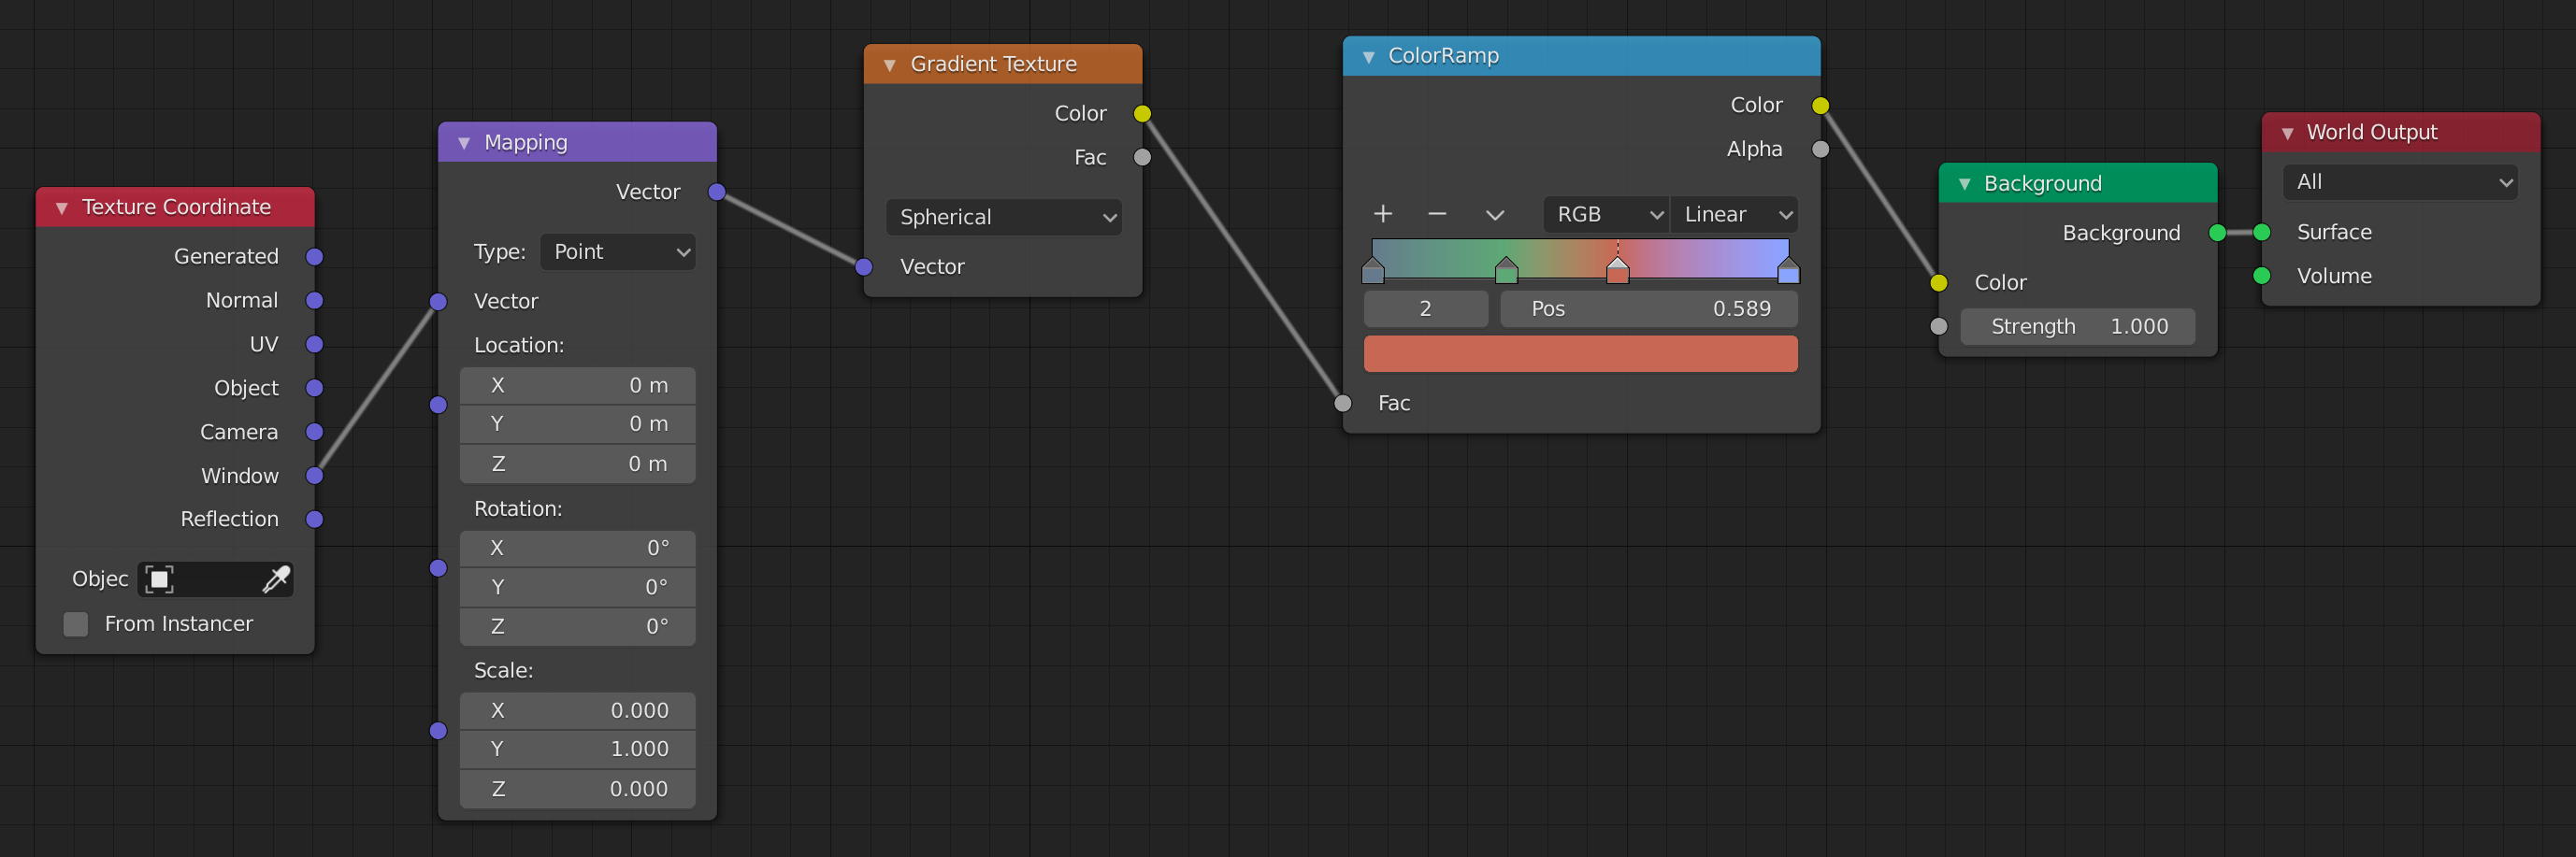 Texture Coordinate
Generated
Normal
UV
Object
Camera
Window
Reflection
Objec
From Instancer
Mapping
Vector
Type: Point
Vector
Location:
X 0 m
Y 0 m
Z 0 m
Rotation:
X 0°
Y 0°
Z 0°
Scale:
X 0.000
Y 1.000
Z 0.000
Gradient Texture
Color
Fac
Spherical
Vector
ColorRamp
Color
Alpha
RGB Linear
2 Pos 0.589
Fac
Background
Background
Color
Strength 1.000
World Output
All
Surface
Volume